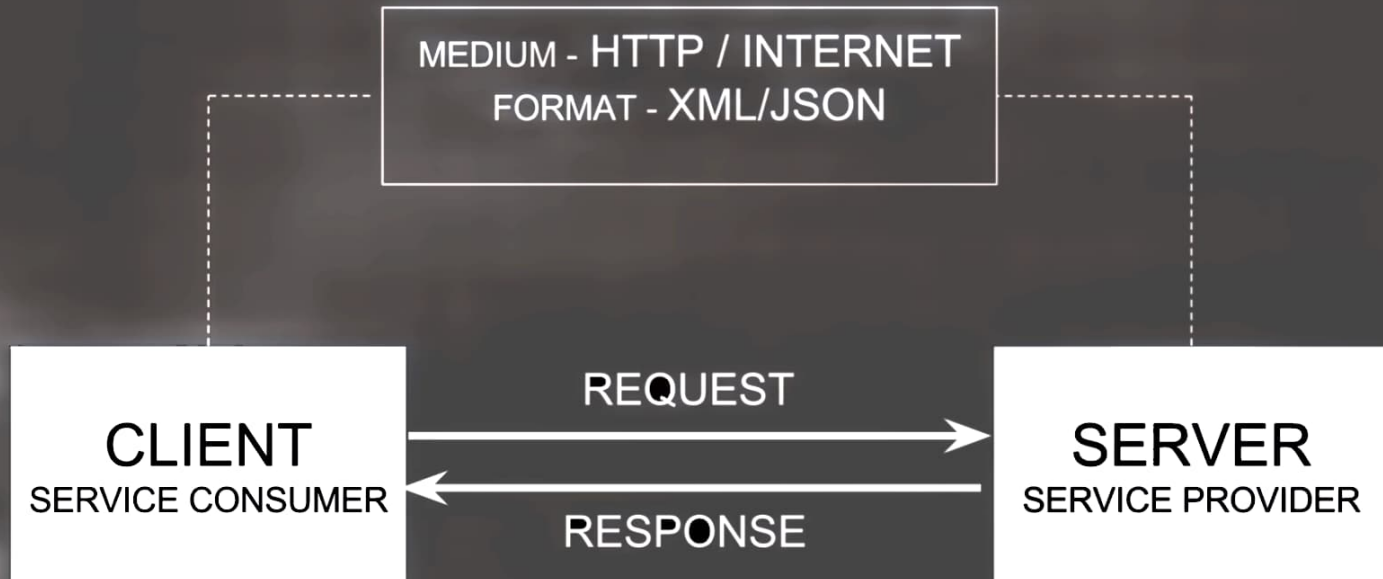 MEDIUM - HTTP / INTERNET
FORMAT - XML/JSON
REQUEST
CLIENT
SERVICE CONSUMER
SERVER
SERVICE PROVIDER
RESPONSE